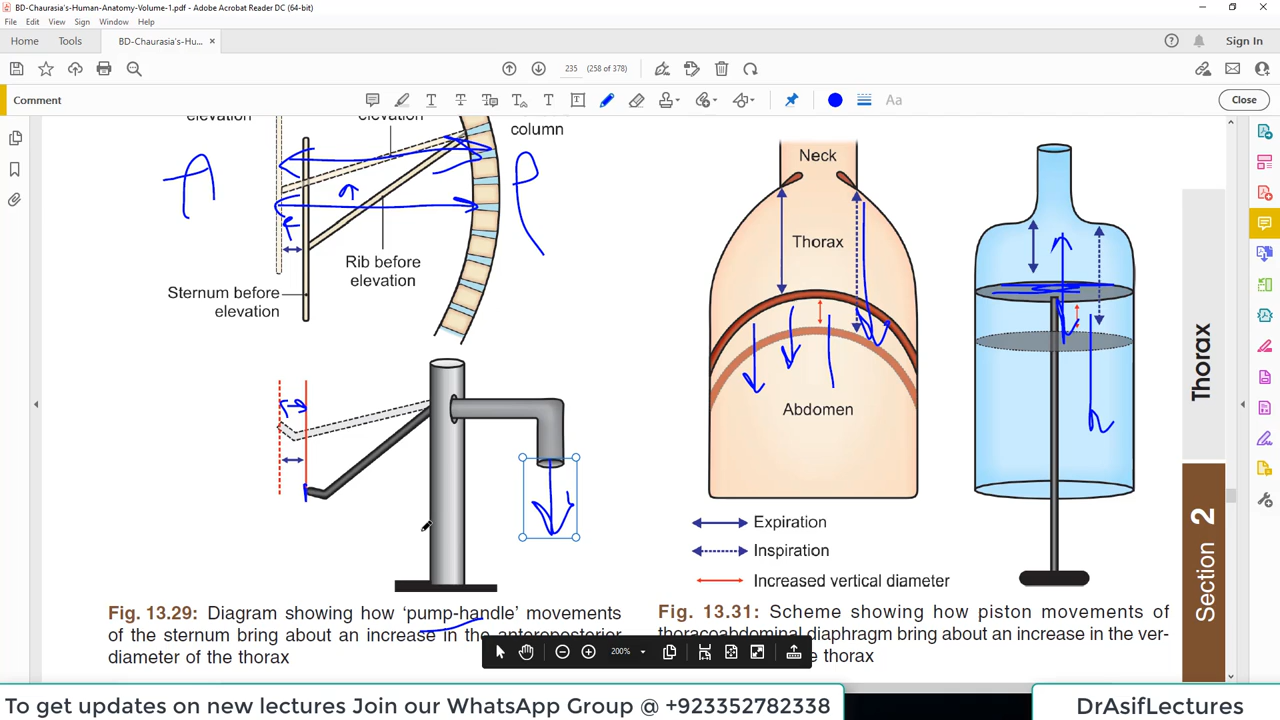 BD-Chaurasia's-Human-Anatomy-Volume-1.pdf - Adobe Acrobat Reader DC (64-bit)
File Edit View Sign Window Help
Home Tools BD-Chaurasia's-Hu... ×
Sign In
235 (258 of 378)
Comment
Aa
Close
elevation
elevation
column
A
P
Rib before
elevation
Sternum before
elevation
Neck
Thorax
Abdomen
Expiration
Inspiration
Increased vertical diameter
Thorax
Section 2
Fig. 13.29: Diagram showing how ‘pump-handle’ movements
of the sternum bring about an increase in the anteroposterior
diameter of the thorax
Fig. 13.31: Scheme showing how piston movements of
thoracoabdominal diaphragm bring about an increase in the ver-
thorax
200%
To get updates on new lectures Join our WhatsApp Group @ +923352782338
DrAsifLectures